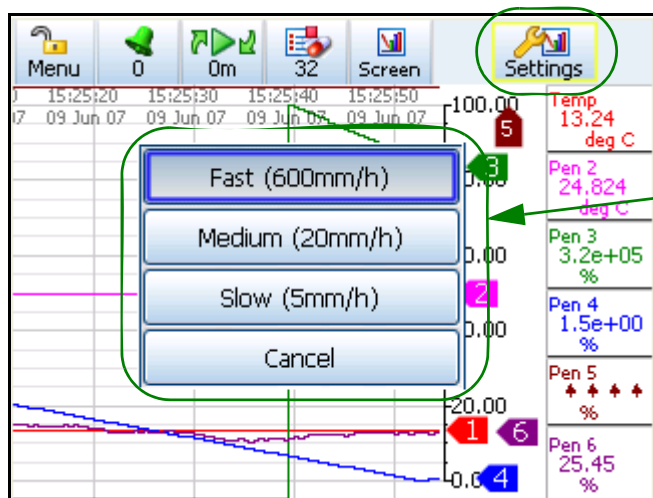 Menu 0 0m 32 Screen Settings
15:25:20 15:25:30 15:25:40 15:25:50
07 09 Jun 07 09 Jun 07 09 Jun 07 09 Jun 07
100.00
5
Temp
13.24
deg C
3
Pen 2
24.824
deg C
Fast (600mm/h)
Medium (20mm/h)
Slow (5mm/h)
Cancel
Pen 3
3.2e+05
%
2
Pen 4
1.5e+00
%
Pen 5
%
20.00
1 6
Pen 6
25.45
%
0.0
4